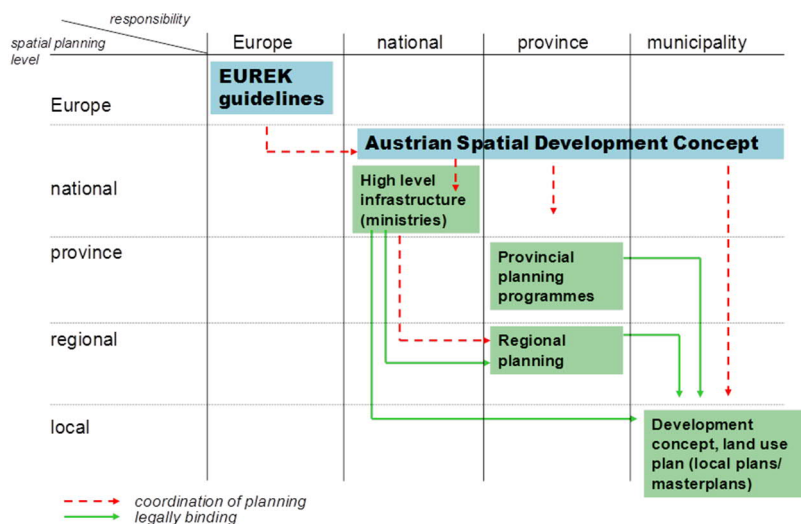 responsibility
spatial planning
level
Europe
national
province
municipality
Europe
EUREK
guidelines
national
Austrian Spatial Development Concept
High level
infrastructure
(ministries)
province
Provincial
planning
programmes
regional
Regional
planning
local
Development
concept, land use
plan (local plans/
masterplans)
coordination of planning
legally binding